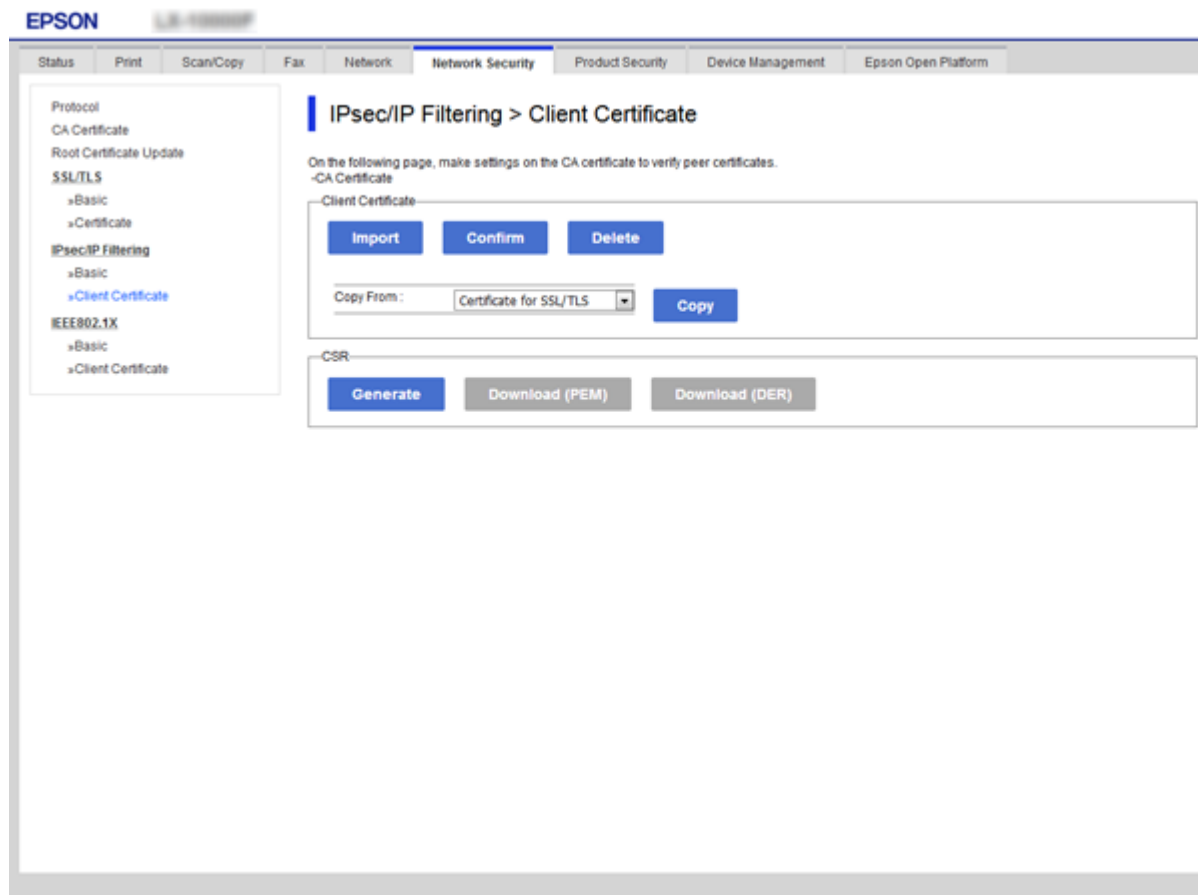 EPSON
Status Print Scan/Copy Fax Network Network Security Product Security Device Management Epson Open Platform
Protocol
CA Certificate
Root Certificate Update
SSL/TLS
»Basic
»Certificate
IPsec/IP Filtering
»Basic
»Client Certificate
IEEE802.1X
»Basic
»Client Certificate
IPsec/IP Filtering > Client Certificate
On the following page, make settings on the CA certificate to verify peer certificates.
-CA Certificate
Client Certificate
Import Confirm Delete
Copy From : Certificate for SSL/TLS Copy
CSR
Generate Download (PEM) Download (DER)